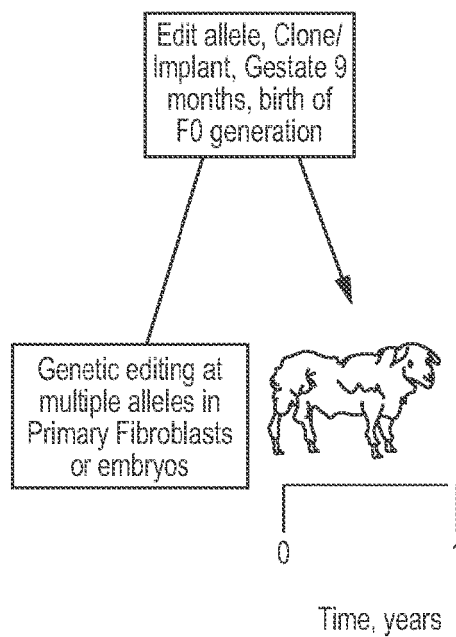 Edit allele, Clone/
Implant, Gestate 9
months, birth of
F0 generation
Genetic editing at
multiple alleles in
Primary Fibroblasts
or embryos
0
Time, years